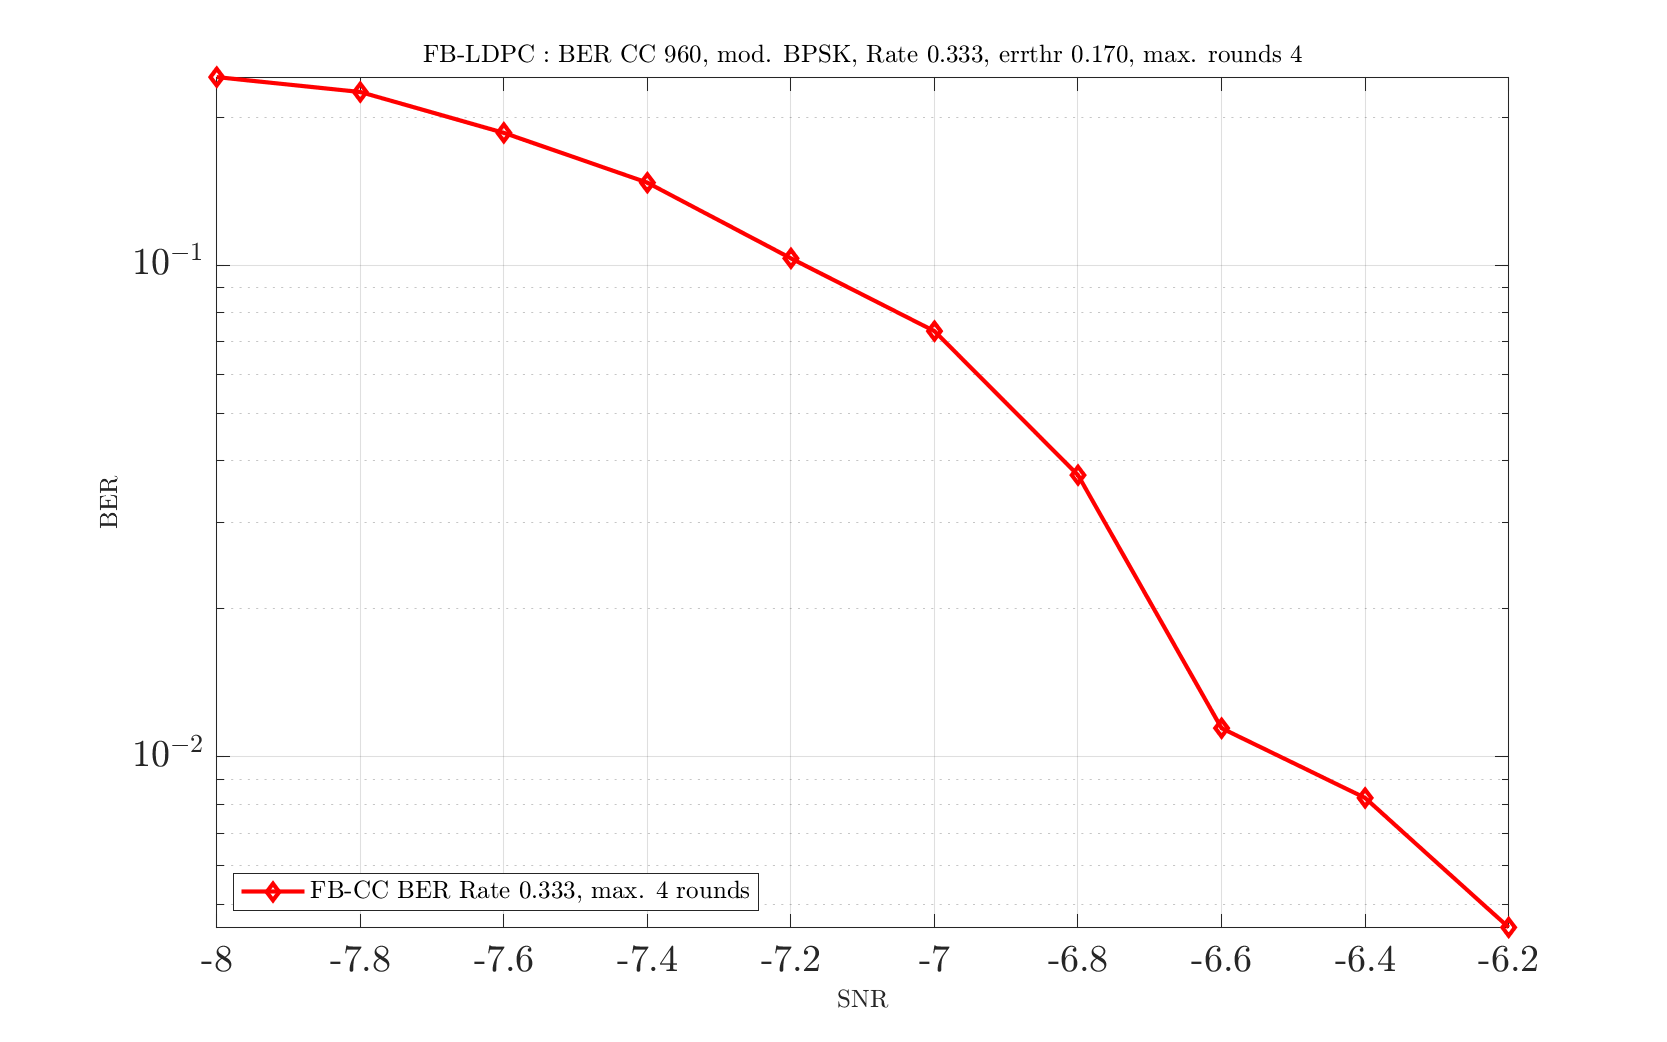 FB-LDPC : BER CC 960, mod. BPSK, Rate 0.333, errthr 0.170, max. rounds 4
10⁻¹
BER
10⁻²
FB-CC BER Rate 0.333, max. 4 rounds
-8 -7.8 -7.6 -7.4 -7.2 -7 -6.8 -6.6 -6.4 -6.2
SNR